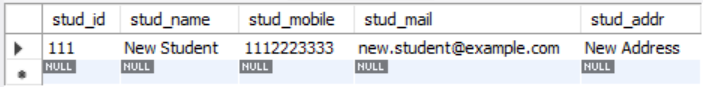 stud_id stud_name stud_mobile stud_mail stud_addr
111 New Student 1112223333 new.student@example.com New Address
NULL NULL NULL NULL NULL